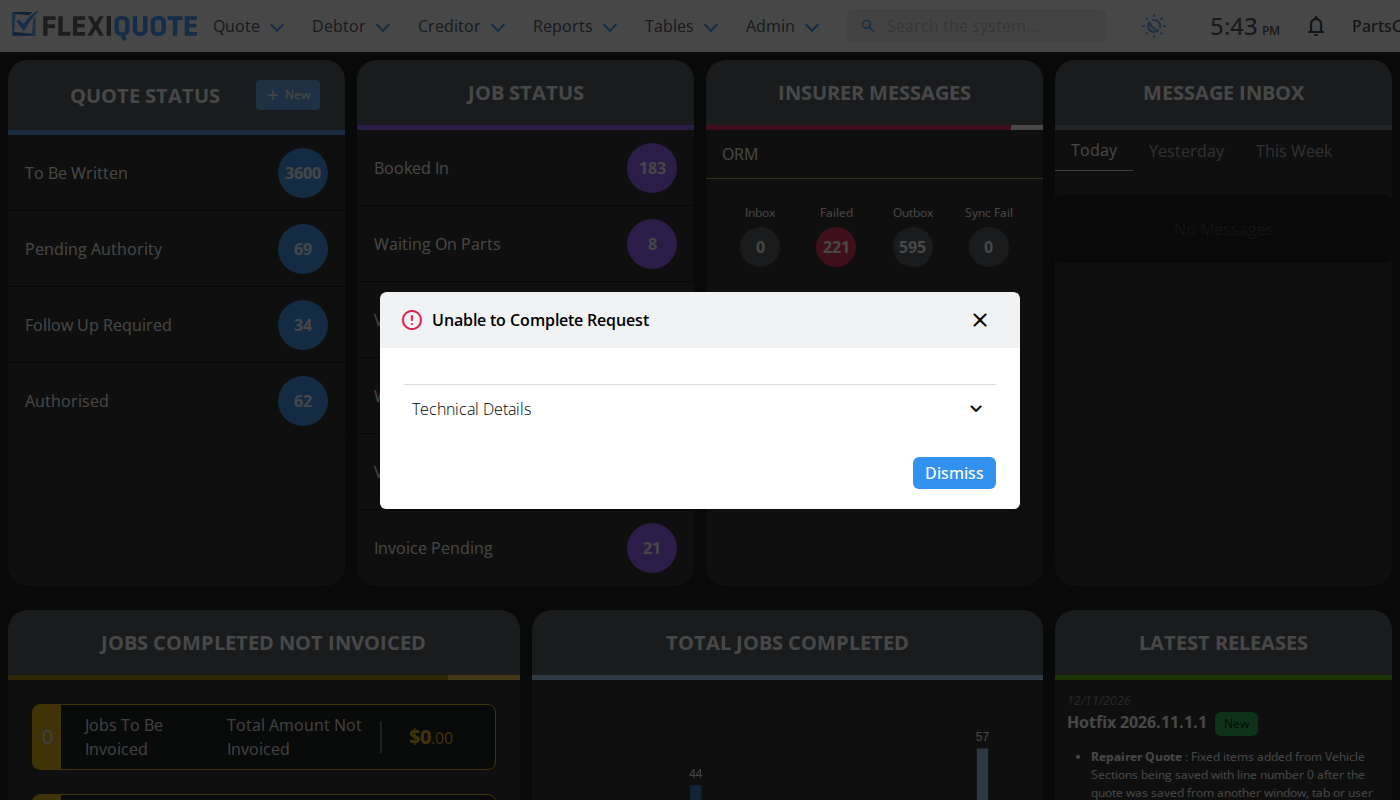 FLEXIQUOTE Quote Debtor Creditor Reports Tables Admin Search the system... 5:43 PM PartsC
QUOTE STATUS + New
To Be Written 3600
Pending Authority 69
Follow Up Required 34
Authorised 62
JOB STATUS
Booked In 183
Waiting On Parts 8
Invoice Pending 21
INSURER MESSAGES
ORM
Inbox Failed Outbox Sync Fail
0 221 595 0
MESSAGE INBOX
Today Yesterday This Week
No Messages
Unable to Complete Request
Technical Details
Dismiss
JOBS COMPLETED NOT INVOICED
0 Jobs To Be Total Amount Not $0.00
Invoiced Invoiced
TOTAL JOBS COMPLETED
57
44
LATEST RELEASES
12/11/2026
Hotfix 2026.11.1.1 New
• Repairer Quote : Fixed items added from Vehicle
Sections being saved with line number 0 after the
quote was saved from another window, tab or user